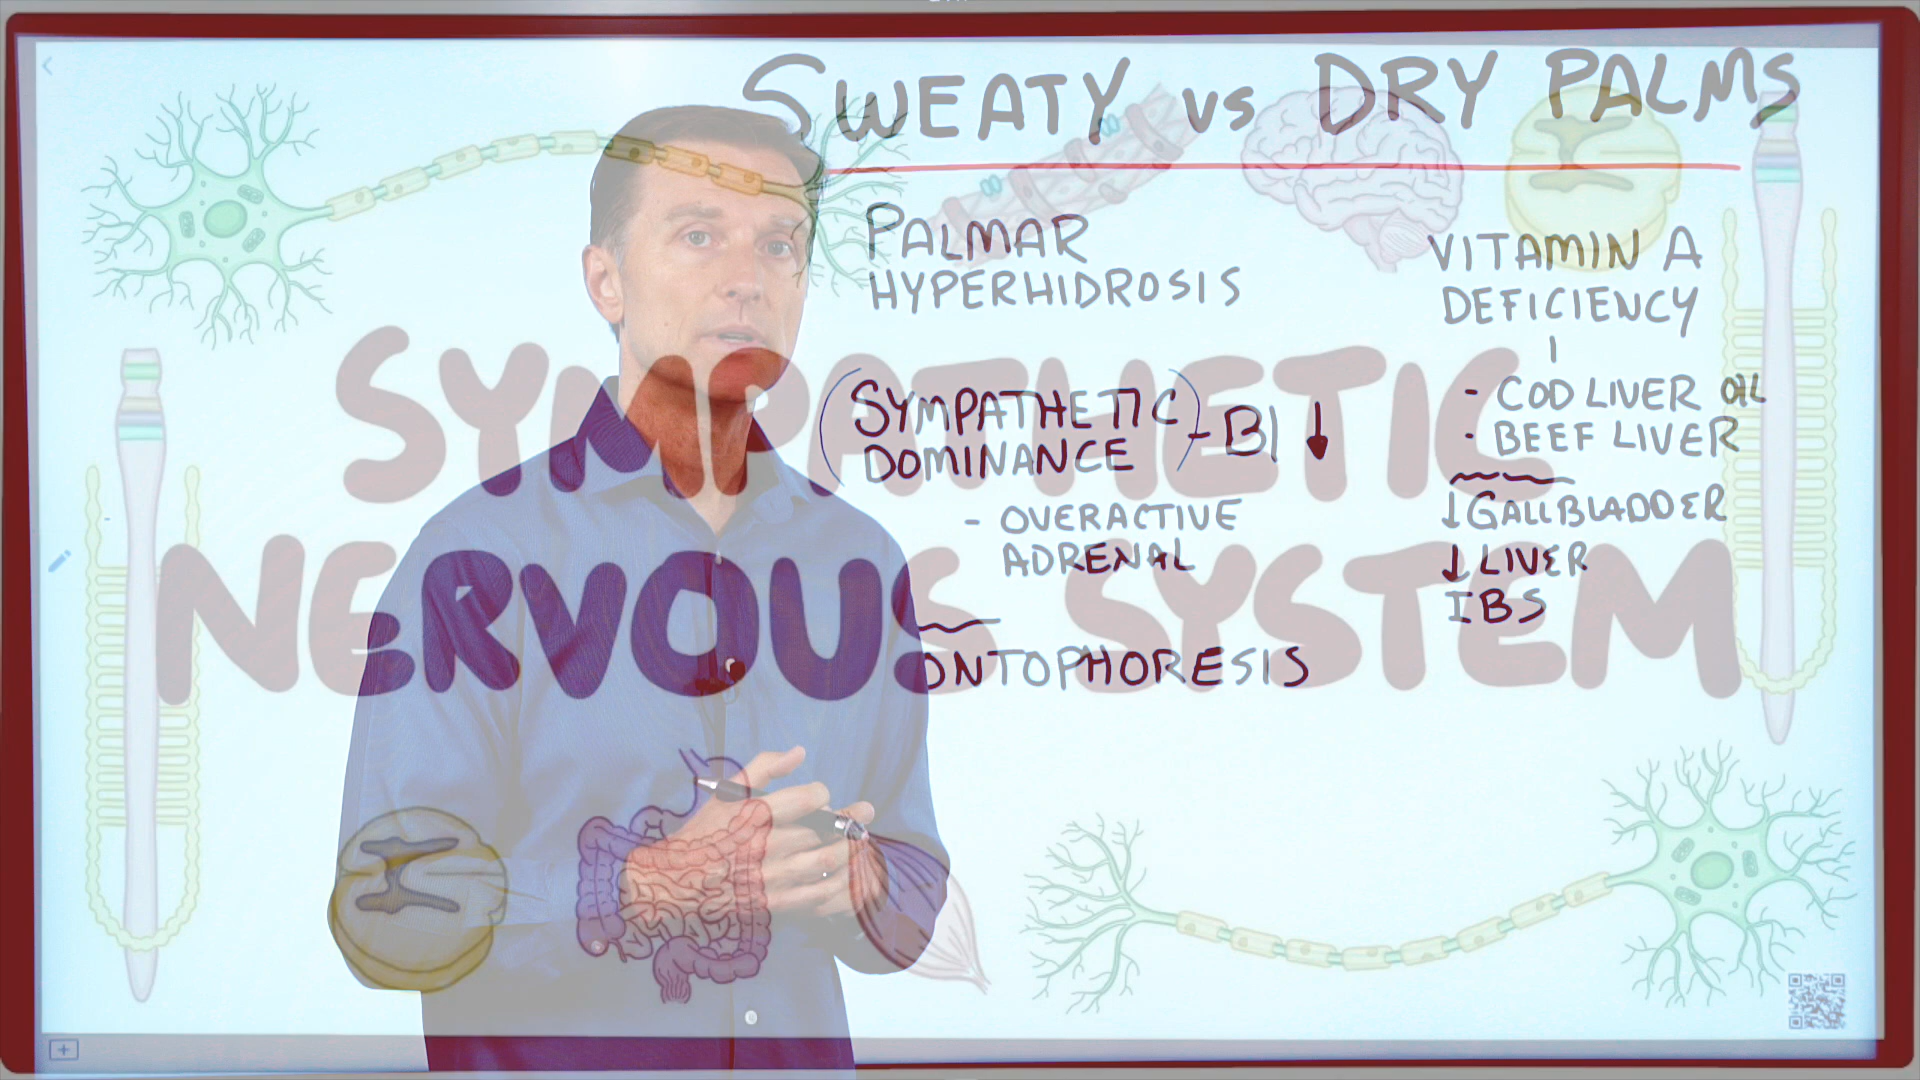 SWEATY vs DRY PALMS
PALMAR
HYPERHIDROSIS
(SYMPATHETIC
DOMINANCE) - B1 ↓
- OVERACTIVE
ADRENAL
ONTOPHORESIS
VITAMIN A
DEFICIENCY
- COD LIVER OIL
- BEEF LIVER
↓ GALLBLADDER
↓ LIVER
IBS
SYMPATHETIC
NERVOUS SYSTEM